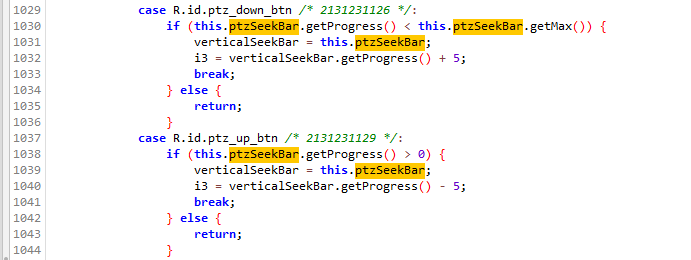 1029 case R.id.ptz_down_btn /* 2131231126 */:
1030 if (this.ptzSeekBar.getProgress() < this.ptzSeekBar.getMax()) {
1031 verticalSeekBar = this.ptzSeekBar;
1032 i3 = verticalSeekBar.getProgress() + 5;
1033 break;
1034 } else {
1035 return;
1036 }
1037 case R.id.ptz_up_btn /* 2131231129 */:
1038 if (this.ptzSeekBar.getProgress() > 0) {
1039 verticalSeekBar = this.ptzSeekBar;
1040 i3 = verticalSeekBar.getProgress() - 5;
1041 break;
1042 } else {
1043 return;
1044 }